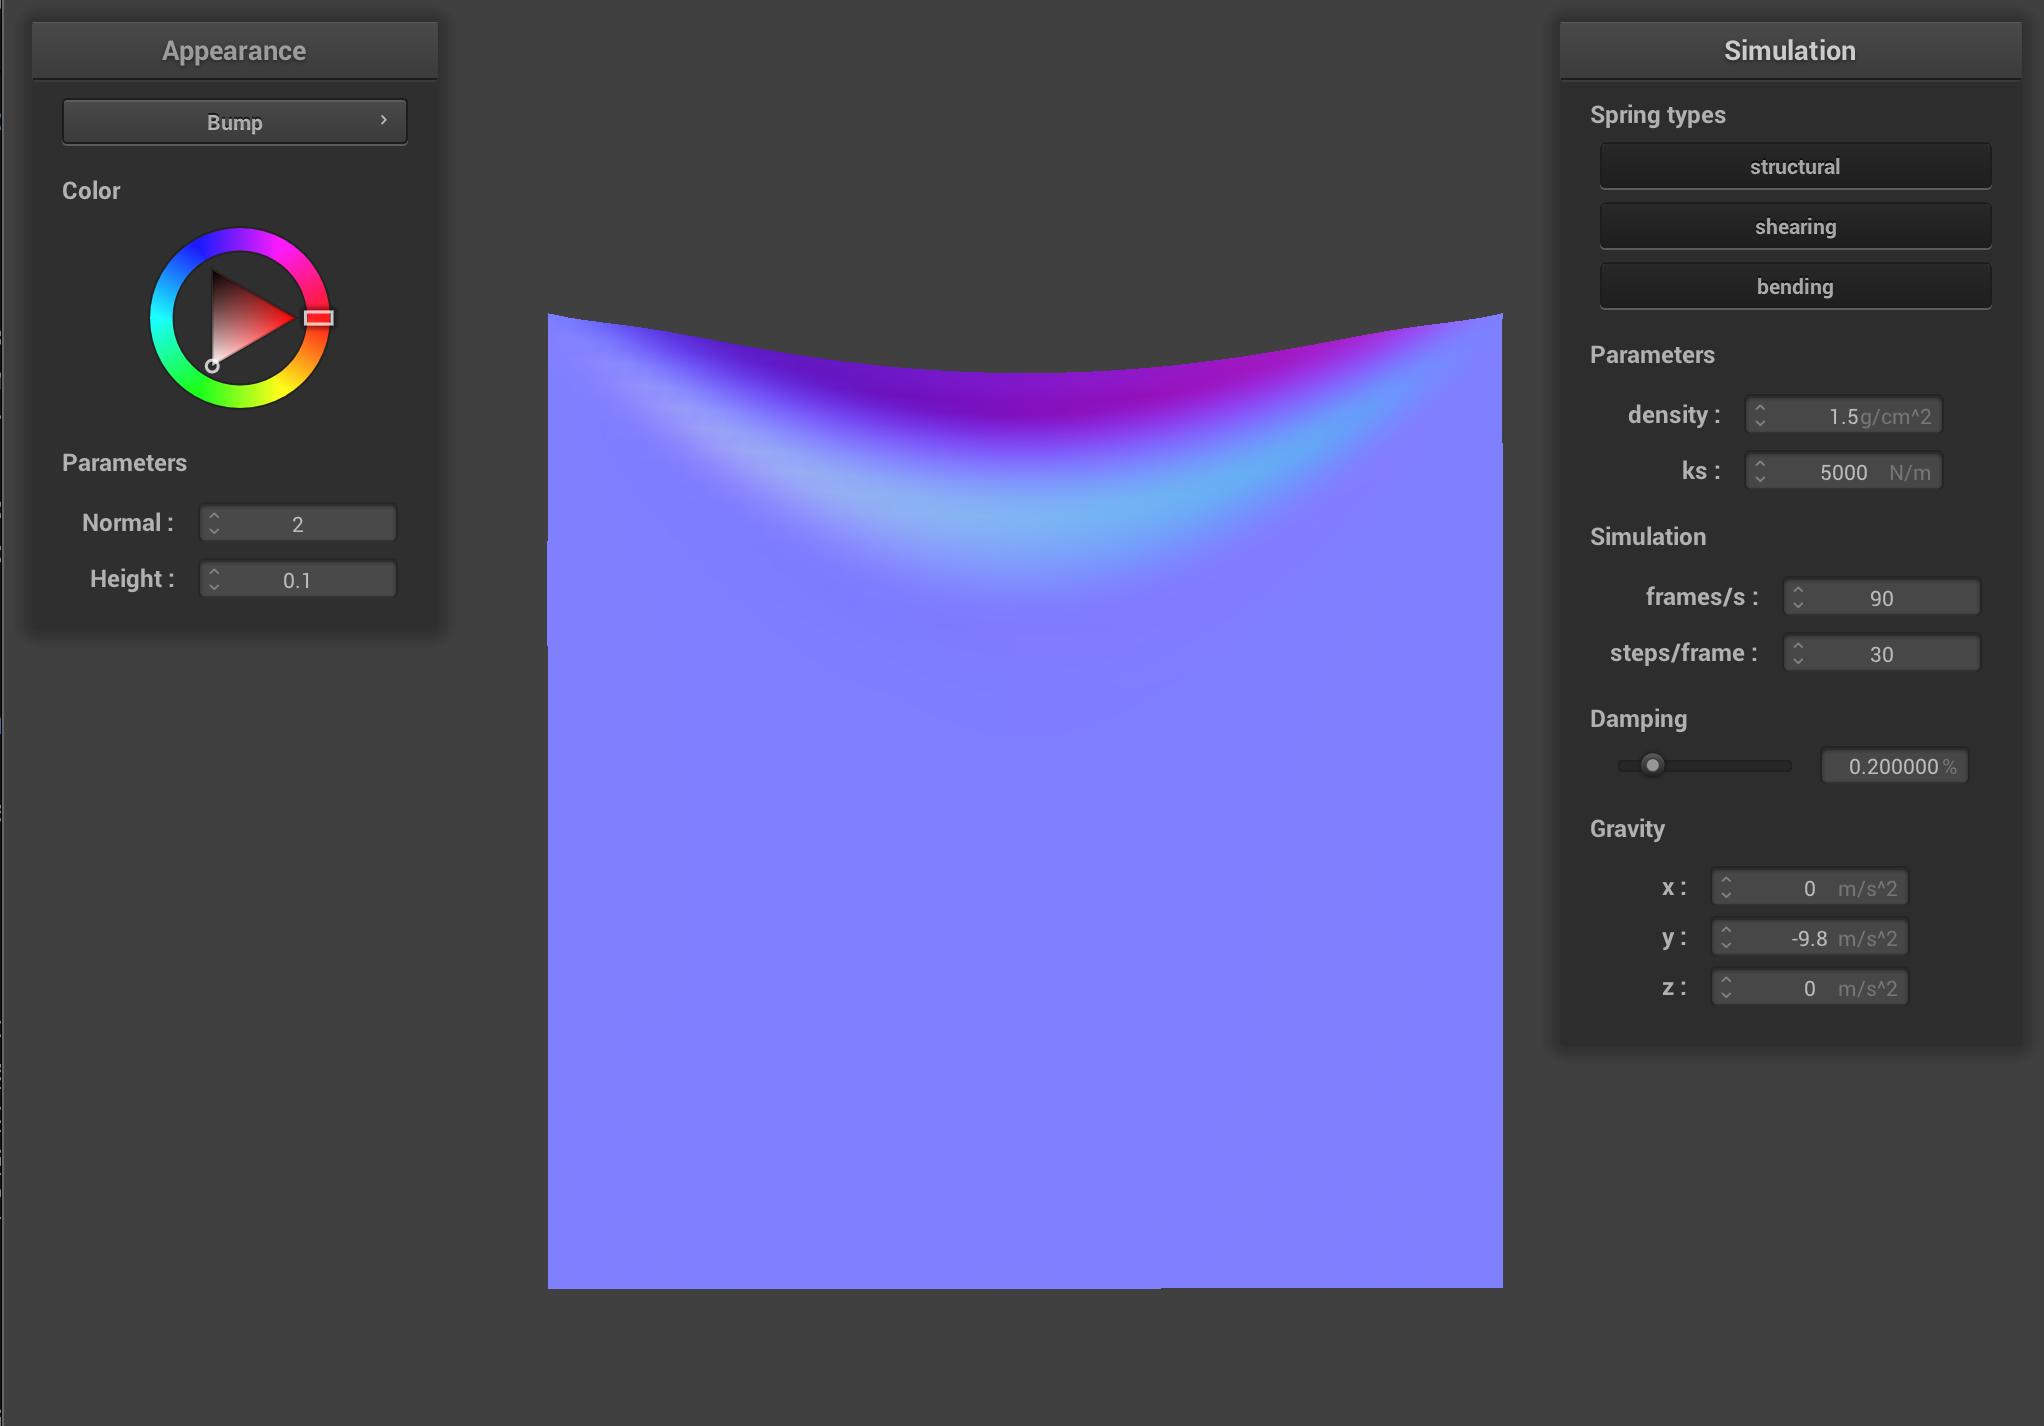 Appearance
Bump
Color
Parameters
Normal : 2
Height : 0.1
Simulation
Spring types
structural
shearing
bending
Parameters
density : 1.5g/cm^2
ks : 5000 N/m
Simulation
frames/s : 90
steps/frame : 30
Damping
0.200000%
Gravity
x : 0 m/s^2
y : -9.8 m/s^2
z : 0 m/s^2